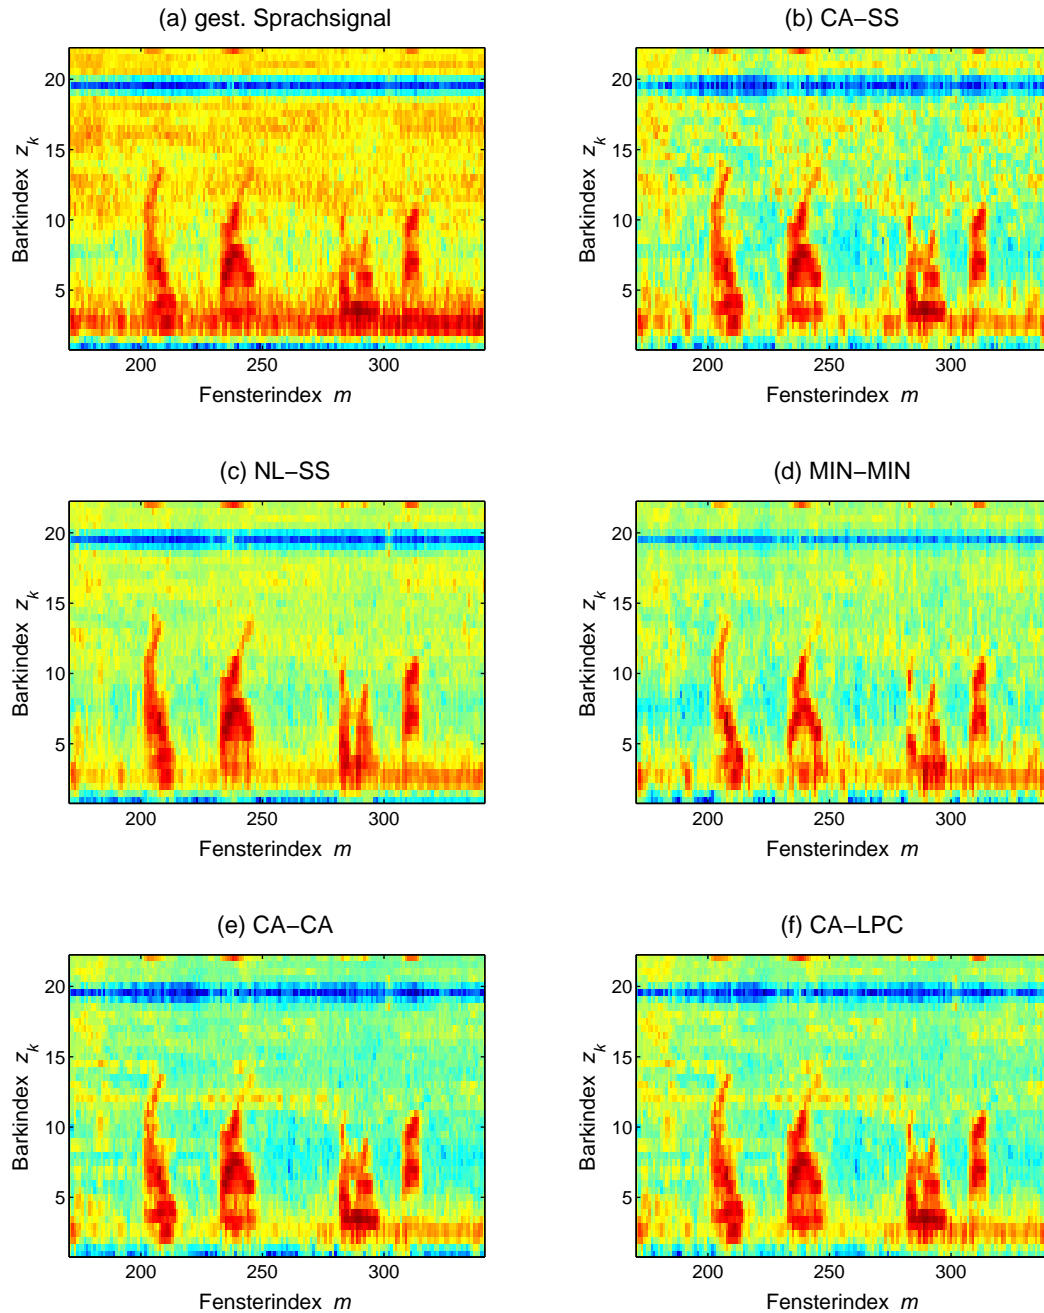 (a) gest. Sprachsignal
(b) CA−SS
20
15
10
5
Barkindex z_k
200 250 300
Fensterindex m
20
15
10
5
Barkindex z_k
200 250 300
Fensterindex m
(c) NL−SS
(d) MIN−MIN
20
15
10
5
Barkindex z_k
200 250 300
Fensterindex m
20
15
10
5
Barkindex z_k
200 250 300
Fensterindex m
(e) CA−CA
(f) CA−LPC
20
15
10
5
Barkindex z_k
200 250 300
Fensterindex m
20
15
10
5
Barkindex z_k
200 250 300
Fensterindex m